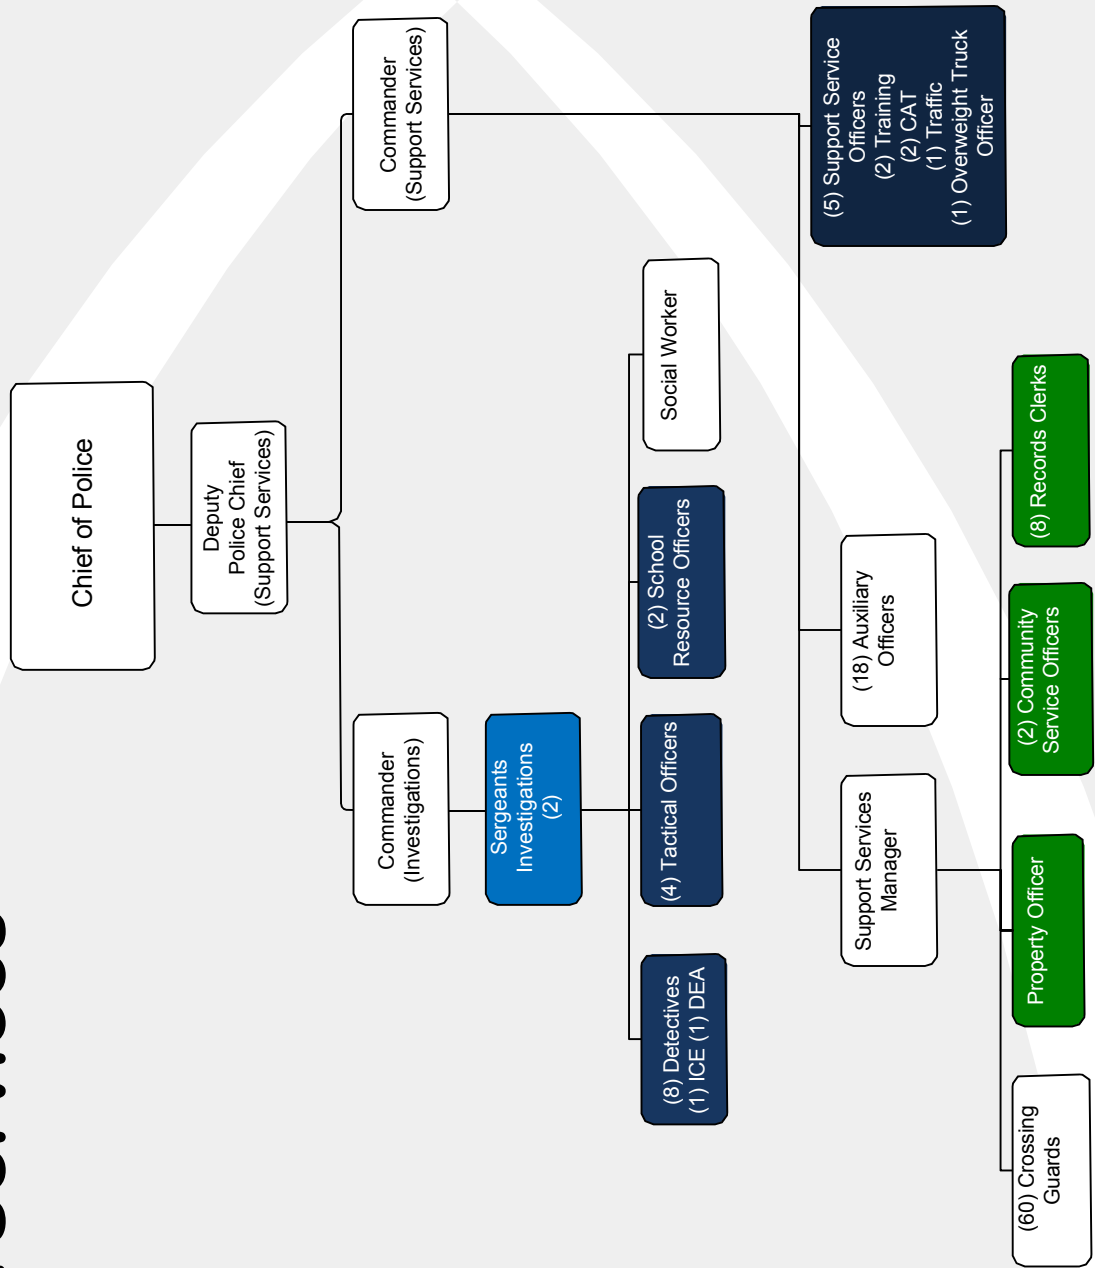 Chief of Police
Deputy
Police Chief
(Support Services)
Commander
(Investigations)
Commander
(Support Services)
Sergeants
Investigations
(2)
(8) Detectives
(1) ICE (1) DEA
(4) Tactical Officers
(2) School
Resource Officers
Social Worker
Support Services
Manager
(18) Auxiliary
Officers
(5) Support Service
Officers
(2) Training
(2) CAT
(1) Traffic
(1) Overweight Truck
Officer
(60) Crossing
Guards
Property Officer
(2) Community
Service Officers
(8) Records Clerks